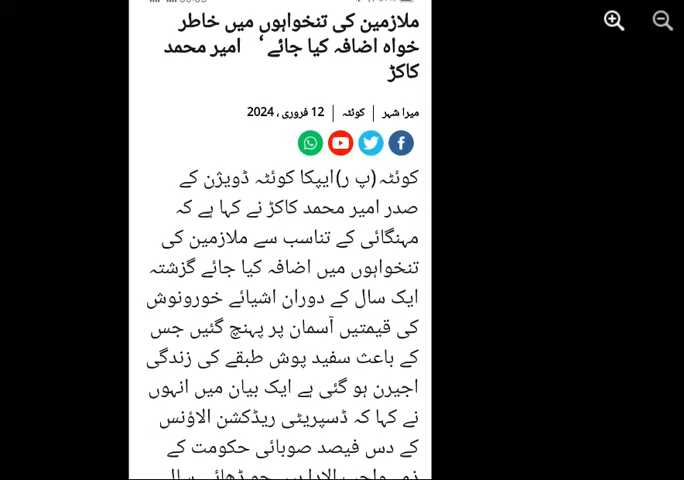 ملازمین کی تنخواہوں میں خاطر
خواہ اضافہ کیا جائے‘ امیر محمد
کاکڑ
میرا شہر | کوئٹہ | 12 فروری ، 2024
کوئٹہ(پ ر)ایپکا کوئٹہ ڈویژن کے
صدر امیر محمد کاکڑ نے کہا ہے کہ
مہنگائی کے تناسب سے ملازمین کی
تنخواہوں میں اضافہ کیا جائے گزشتہ
ایک سال کے دوران اشیائے خورونوش
کی قیمتیں آسمان پر پہنچ گئیں جس
کے باعث سفید پوش طبقے کی زندگی
اجیرن ہو گئی ہے ایک بیان میں انہوں
نے کہا کہ ڈسپریٹی ریڈکشن الاؤنس
کے دس فیصد صوبائی حکومت کے